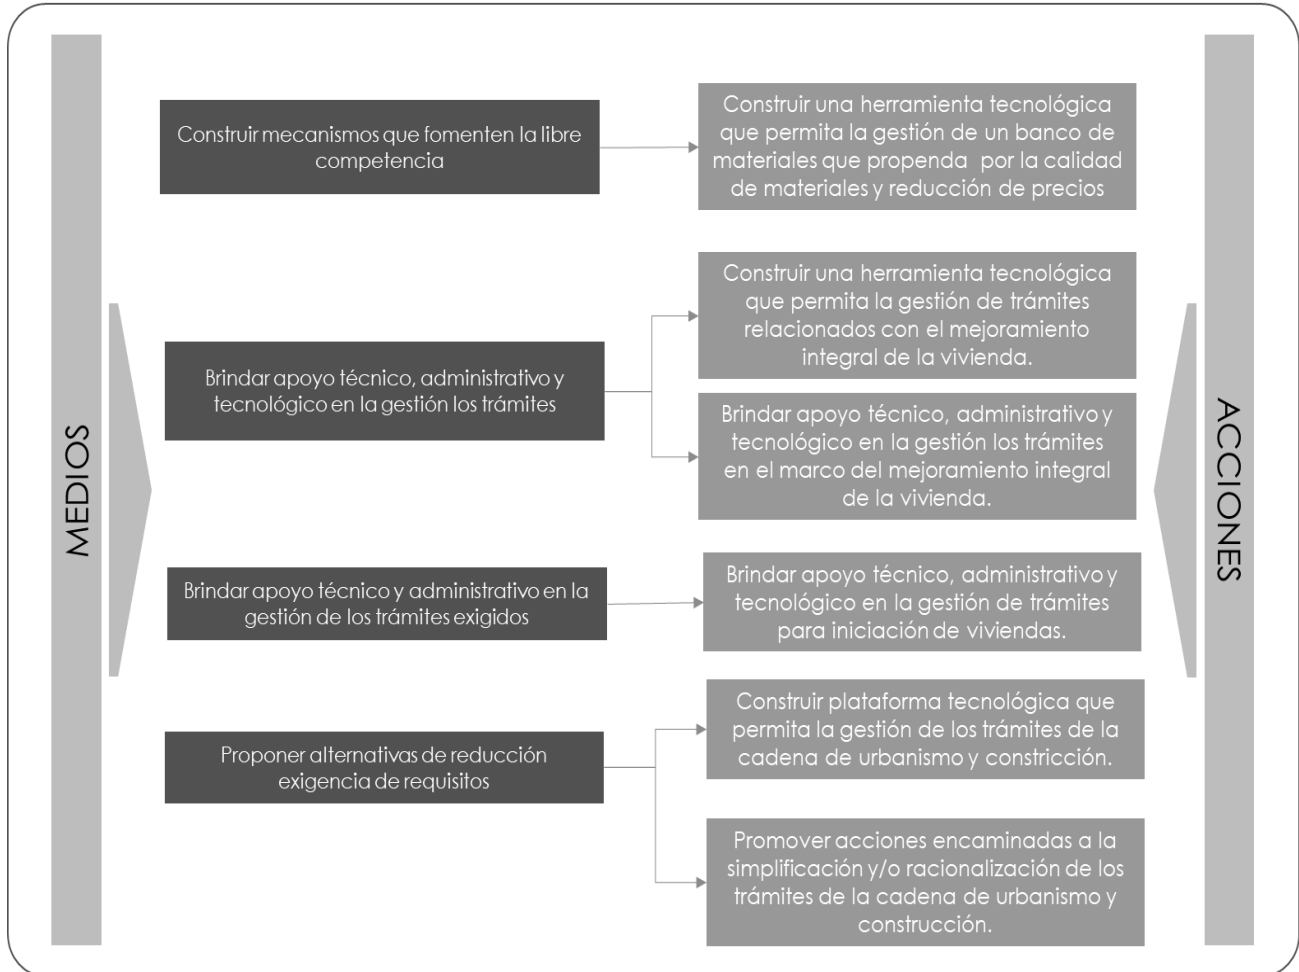 MEDIOS
Construir mecanismos que fomenten la libre
competencia
Construir una herramienta tecnológica
que permita la gestión de un banco de
materiales que propenda por la calidad
de materiales y reducción de precios
Brindar apoyo técnico, administrativo y
tecnológico en la gestión los trámites
Construir una herramienta tecnológica
que permita la gestión de trámites
relacionados con el mejoramiento
integral de la vivienda.
Brindar apoyo técnico, administrativo y
tecnológico en la gestión los trámites
en el marco del mejoramiento integral
de la vivienda.
Brindar apoyo técnico y administrativo en la
gestión de los trámites exigidos
Brindar apoyo técnico, administrativo y
tecnológico en la gestión de trámites
para iniciación de viviendas.
Proponer alternativas de reducción
exigencia de requisitos
Construir plataforma tecnológica que
permita la gestión de los trámites de la
cadena de urbanismo y constricción.
Promover acciones encaminadas a la
simplificación y/o racionalización de los
trámites de la cadena de urbanismo y
construcción.
ACCIONES